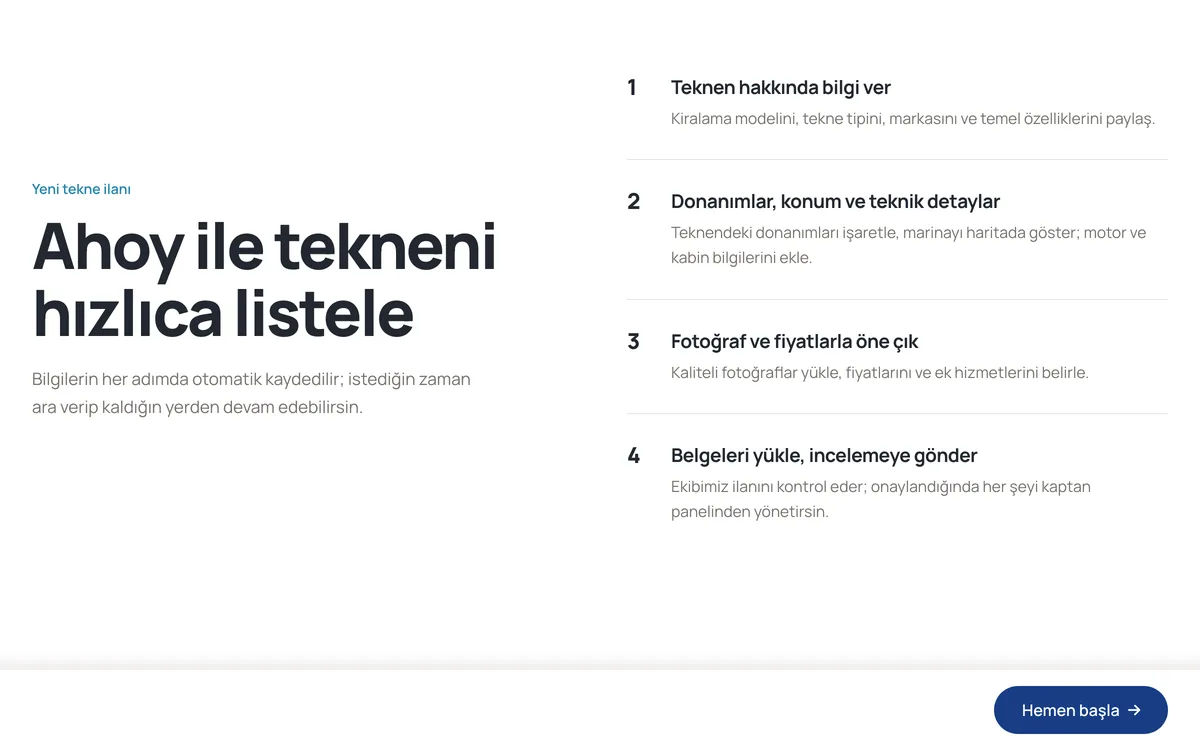 Yeni tekne ilanı
Ahoy ile tekneni
hızlıca listele
Bilgilerin her adımda otomatik kaydedilir; istediğin zaman
ara verip kaldığın yerden devam edebilirsin.
1 Teknen hakkında bilgi ver
Kiralama modelini, tekne tipini, markasını ve temel özelliklerini paylaş.
2 Donanımlar, konum ve teknik detaylar
Teknendeki donanımları işaretle, marinayı haritada göster; motor ve
kabin bilgilerini ekle.
3 Fotoğraf ve fiyatlarla öne çık
Kaliteli fotoğraflar yükle, fiyatlarını ve ek hizmetlerini belirle.
4 Belgeleri yükle, incelemeye gönder
Ekibimiz ilanını kontrol eder; onaylandığında her şeyi kaptan
panelinden yönetirsin.
Hemen başla →